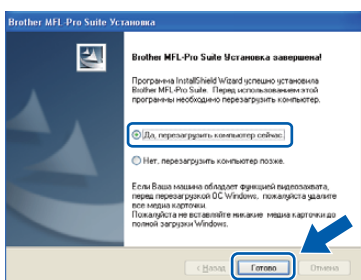 Brother MFL-Pro Suite Установка
Brother MFL-Pro Suite Установка завершена!
Программа InstallShield Wizard успешно установила
Brother MFL-Pro Suite. Перед использованием этой
программы необходимо перезагрузить компьютер.
Да, перезагрузить компьютер сейчас.
Нет, перезагрузить компьютер позже.
Если Ваша машина обладает функцией видеозахвата,
перед перезагрузкой ОС Windows, пожалуйста удалите
все медиа карточки.
Пожалуйста не вставляйте никакие медиа карточки до
полной загрузки Windows.
< Назад Готово Отмена